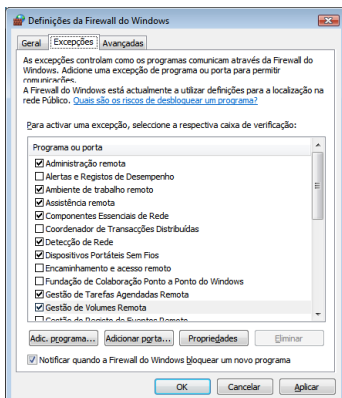 Definições da Firewall do Windows
Geral Excepções Avançadas
As excepções controlam como os programas comunicam através da Firewall do
Windows. Adicione uma excepção de programa ou porta para permitir
comunicações.
A Firewall do Windows está actualmente a utilizar definições para a localização na
rede Público. Quais são os riscos de desbloquear um programa?
Para activar uma excepção, seleccione a respectiva caixa de verificação:
Programa ou porta
Administração remota
Alertas e Registos de Desempenho
Ambiente de trabalho remoto
Assistência remota
Componentes Essenciais de Rede
Coordenador de Transacções Distribuídas
Detecção de Rede
Dispositivos Portáteis Sem Fios
Encaminhamento e acesso remoto
Fundação de Colaboração Ponto a Ponto do Windows
Gestão de Tarefas Agendadas Remota
Gestão de Volumes Remota
Gestão do Registo de Eventos Remoto
Adic. programa... Adicionar porta... Propriedades Eliminar
Notificar quando a Firewall do Windows bloquear um novo programa
OK Cancelar Aplicar